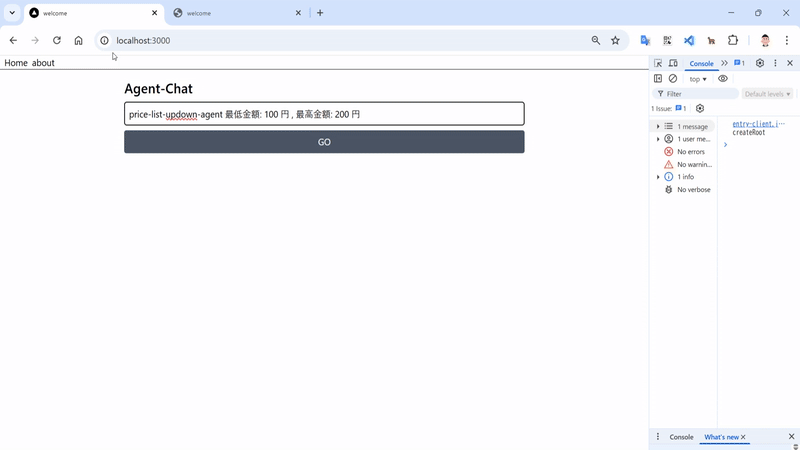 welcome
welcome
localhost:3000
Home about
Agent-Chat
price-list-updown-agent 最低金額: 100 円 , 最高金額: 200 円
GO
Console
1
top
Filter
Default levels
1 Issue: 1
1 message
1 user me...
No errors
No warnin...
1 info
No verbose
entry-client.j…
createRoot
Console
What's new